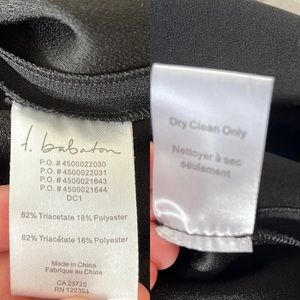 t. babaton
P.O. # 4500022030
P.O. # 4500022031
P.O. # 4500021643
P.O. # 4500021644
DC1
82% Triacetate 18% Polyester
82% Triacétate 18% Polyester
Made in China
Fabriqué au China
CA 23725
RN 122354
Dry Clean Only
Nettoyer à sec
seulement